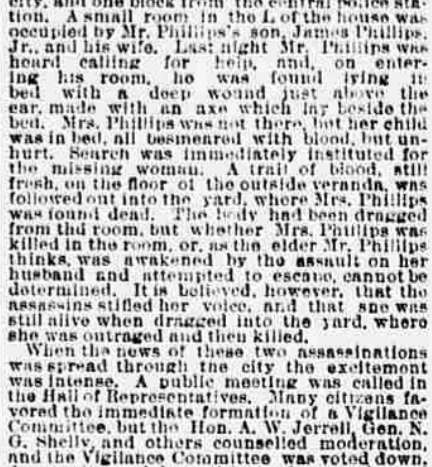 city, and one block from the central police sta-
tion. A small room in the L of the house was
occupied by Mr. Phillips's son, James Phillips,
Jr., and his wife. Last night Mr. Phillips was
heard calling for help, and, on enter-
ing his room, he was found lying in
bed with a deep wound just above the
ear, made with an axe which lay beside the
bed. Mrs. Phillips was not there, but her child
was in bed, all besmeared with blood, but un-
hurt. Search was immediately instituted for
the missing woman. A trail of blood, still
fresh, on the floor of the outside veranda, was
followed out into the yard, where Mrs. Phillips
was found dead. The body had been dragged
from the room, but whether Mrs. Phillips was
killed in the room, or, as the elder Mr. Phillips
thinks, was awakened by the assault on her
husband and attempted to escape, cannot be
determined. It is believed, however, that the
assassins stifled her voice, and that she was
still alive when dragged into the yard, where
she was outraged and then killed.
When the news of these two assassinations
was spread through the city the excitement
was intense. A public meeting was called in
the Hall of Representatives. Many citizens fa-
vored the immediate formation of a Vigilance
Committee, but the Hon. A. W. Jerrell, Gen. N.
G. Shelly, and others counselled moderation,
and the Vigilance Committee was voted down.